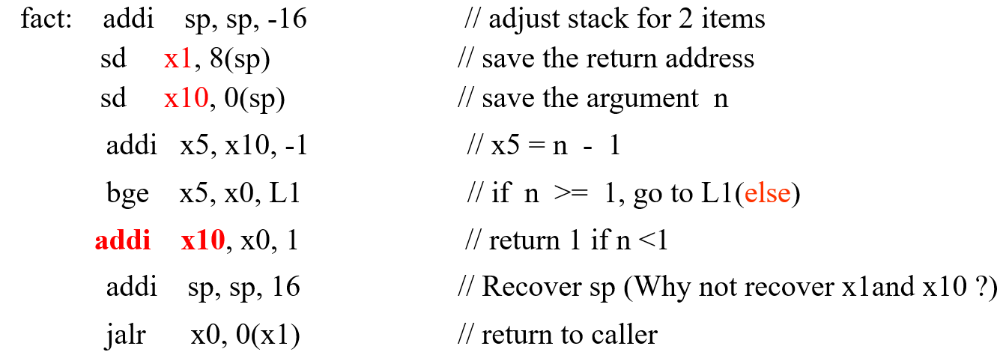 fact: addi sp, sp, -16 // adjust stack for 2 items
sd x1, 8(sp) // save the return address
sd x10, 0(sp) // save the argument n
addi x5, x10, -1 // x5 = n - 1
bge x5, x0, L1 // if n >= 1, go to L1(else)
addi x10, x0, 1 // return 1 if n <1
addi sp, sp, 16 // Recover sp (Why not recover x1and x10 ?)
jalr x0, 0(x1) // return to caller